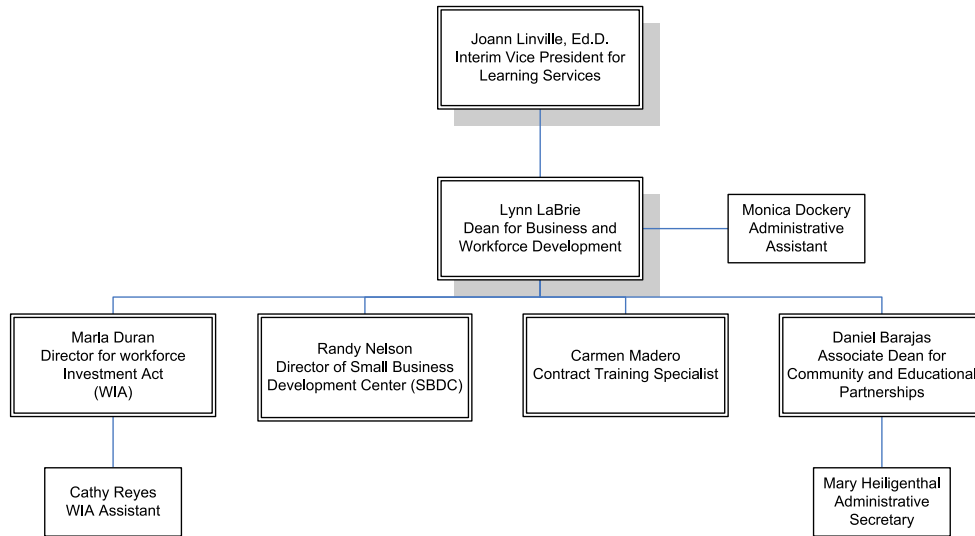 Joann Linville, Ed.D.
Interim Vice President for
Learning Services
Lynn LaBrie
Dean for Business and
Workforce Development
Monica Dockery
Administrative
Assistant
Marla Duran
Director for workforce
Investment Act
(WIA)
Randy Nelson
Director of Small Business
Development Center (SBDC)
Carmen Madero
Contract Training Specialist
Daniel Barajas
Associate Dean for
Community and Educational
Partnerships
Cathy Reyes
WIA Assistant
Mary Heiligenthal
Administrative
Secretary